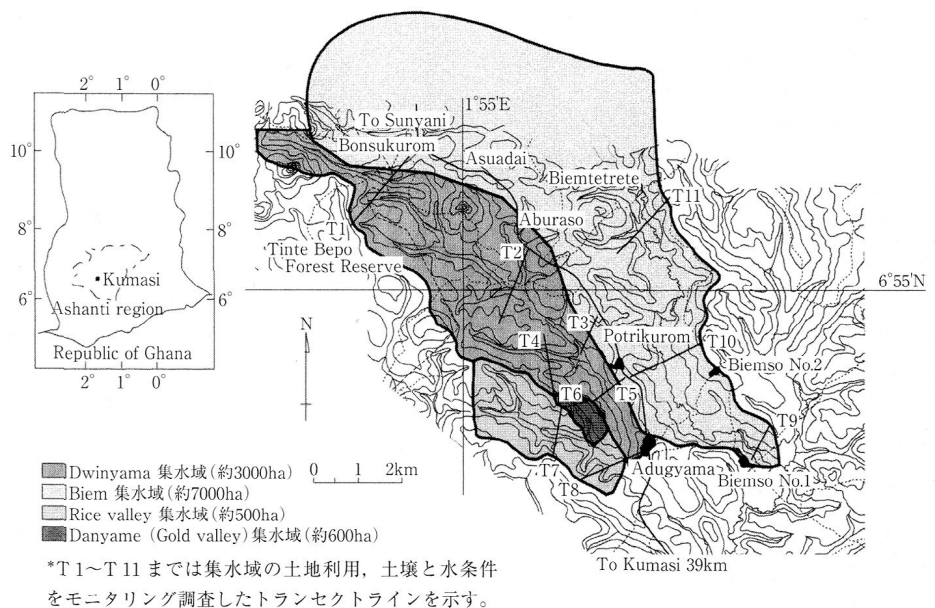 2° 1° 0°
10°
8°
6°
10°
8°
6°
Kumasi
Ashanti region
Republic of Ghana
2° 1° 0°
1°55'E
To Sunyani
Bonsukurom
Asuadai
Biemtetrete
T11
Aburaso
T1
T2
Tinte Bepo
Forest Reserve
6°55'N
N
T3
Potrikurom
T4
T10
Biemso No.2
T6
T5
T9
T7
Adugyama
T8
Biemso No.1
To Kumasi 39km
0 1 2km
Dwinyama 集水域(約3000ha)
Biem 集水域(約7000ha)
Rice valley 集水域(約500ha)
Danyame (Gold valley)集水域(約600ha)
*T 1〜T 11 までは集水域の土地利用，土壌と水条件
をモニタリング調査したトランセクトラインを示す。